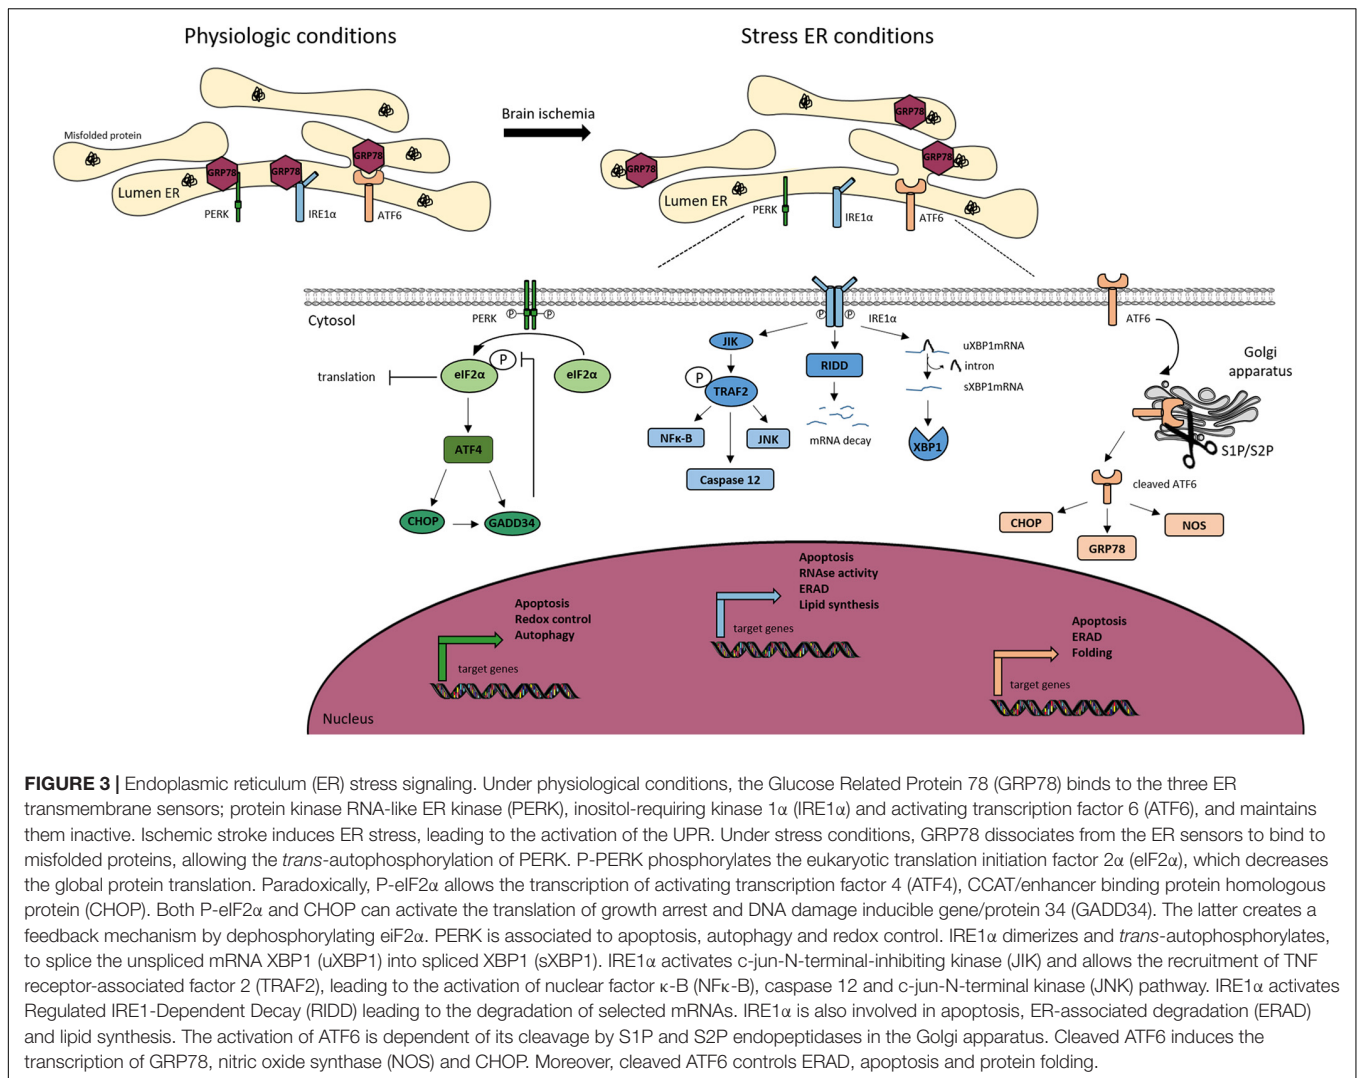 Physiologic conditions
Stress ER conditions
Misfolded protein
GRP78
GRP78
GRP78
Lumen ER
PERK
IRE1α
ATF6
Brain ischemia
GRP78
GRP78
GRP78
Lumen ER
PERK
IRE1α
ATF6
Cytosol
PERK
P
P
P
P
IRE1α
ATF6
translation
eIF2α
P
eIF2α
ATF4
CHOP
GADD34
JIK
P
TRAF2
NFκ-B
JNK
Caspase 12
RIDD
mRNA decay
uXBP1mRNA
intron
sXBP1mRNA
XBP1
Golgi
apparatus
S1P/S2P
cleaved ATF6
CHOP
NOS
GRP78
Apoptosis
Redox control
Autophagy
target genes
Apoptosis
RNAse activity
ERAD
Lipid synthesis
target genes
Apoptosis
ERAD
Folding
target genes
Nucleus
FIGURE 3 | Endoplasmic reticulum (ER) stress signaling. Under physiological conditions, the Glucose Related Protein 78 (GRP78) binds to the three ER
transmembrane sensors; protein kinase RNA-like ER kinase (PERK), inositol-requiring kinase 1α (IRE1α) and activating transcription factor 6 (ATF6), and maintains
them inactive. Ischemic stroke induces ER stress, leading to the activation of the UPR. Under stress conditions, GRP78 dissociates from the ER sensors to bind to
misfolded proteins, allowing the trans-autophosphorylation of PERK. P-PERK phosphorylates the eukaryotic translation initiation factor 2α (eIF2α), which decreases
the global protein translation. Paradoxically, P-eIF2α allows the transcription of activating transcription factor 4 (ATF4), CCAT/enhancer binding protein homologous
protein (CHOP). Both P-eIF2α and CHOP can activate the translation of growth arrest and DNA damage inducible gene/protein 34 (GADD34). The latter creates a
feedback mechanism by dephosphorylating eiF2α. PERK is associated to apoptosis, autophagy and redox control. IRE1α dimerizes and trans-autophosphorylates,
to splice the unspliced mRNA XBP1 (uXBP1) into spliced XBP1 (sXBP1). IRE1α activates c-jun-N-terminal-inhibiting kinase (JIK) and allows the recruitment of TNF
receptor-associated factor 2 (TRAF2), leading to the activation of nuclear factor κ-B (NFκ-B), caspase 12 and c-jun-N-terminal kinase (JNK) pathway. IRE1α activates
Regulated IRE1-Dependent Decay (RIDD) leading to the degradation of selected mRNAs. IRE1α is also involved in apoptosis, ER-associated degradation (ERAD)
and lipid synthesis. The activation of ATF6 is dependent of its cleavage by S1P and S2P endopeptidases in the Golgi apparatus. Cleaved ATF6 induces the
transcription of GRP78, nitric oxide synthase (NOS) and CHOP. Moreover, cleaved ATF6 controls ERAD, apoptosis and protein folding.